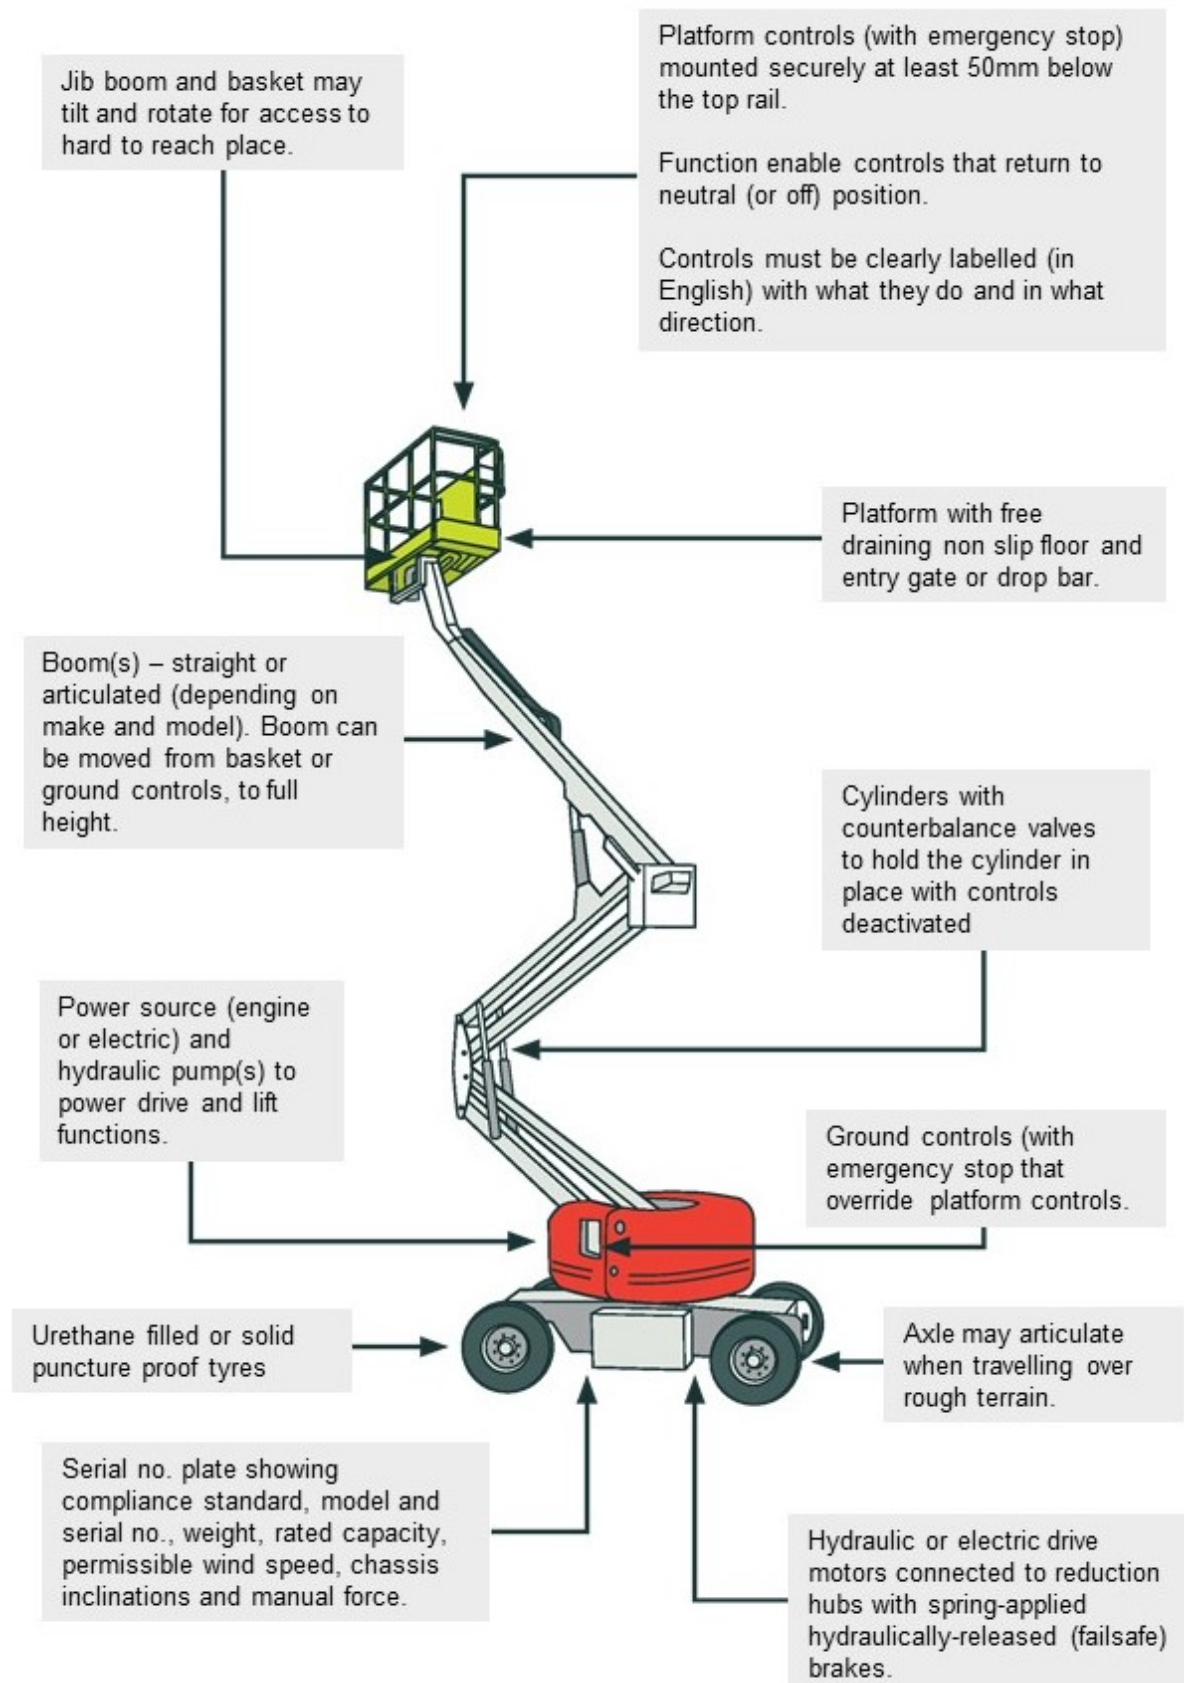 Jib boom and basket may
tilt and rotate for access to
hard to reach place.
Platform controls (with emergency stop)
mounted securely at least 50mm below
the top rail.
Function enable controls that return to
neutral (or off) position.
Controls must be clearly labelled (in
English) with what they do and in what
direction.
Platform with free
draining non slip floor and
entry gate or drop bar.
Boom(s) – straight or
articulated (depending on
make and model). Boom can
be moved from basket or
ground controls, to full
height.
Cylinders with
counterbalance valves
to hold the cylinder in
place with controls
deactivated
Power source (engine
or electric) and
hydraulic pump(s) to
power drive and lift
functions.
Ground controls (with
emergency stop that
override platform controls.
Urethane filled or solid
puncture proof tyres
Axle may articulate
when travelling over
rough terrain.
Serial no. plate showing
compliance standard, model and
serial no., weight, rated capacity,
permissible wind speed, chassis
inclinations and manual force.
Hydraulic or electric drive
motors connected to reduction
hubs with spring-applied
hydraulically-released (failsafe)
brakes.